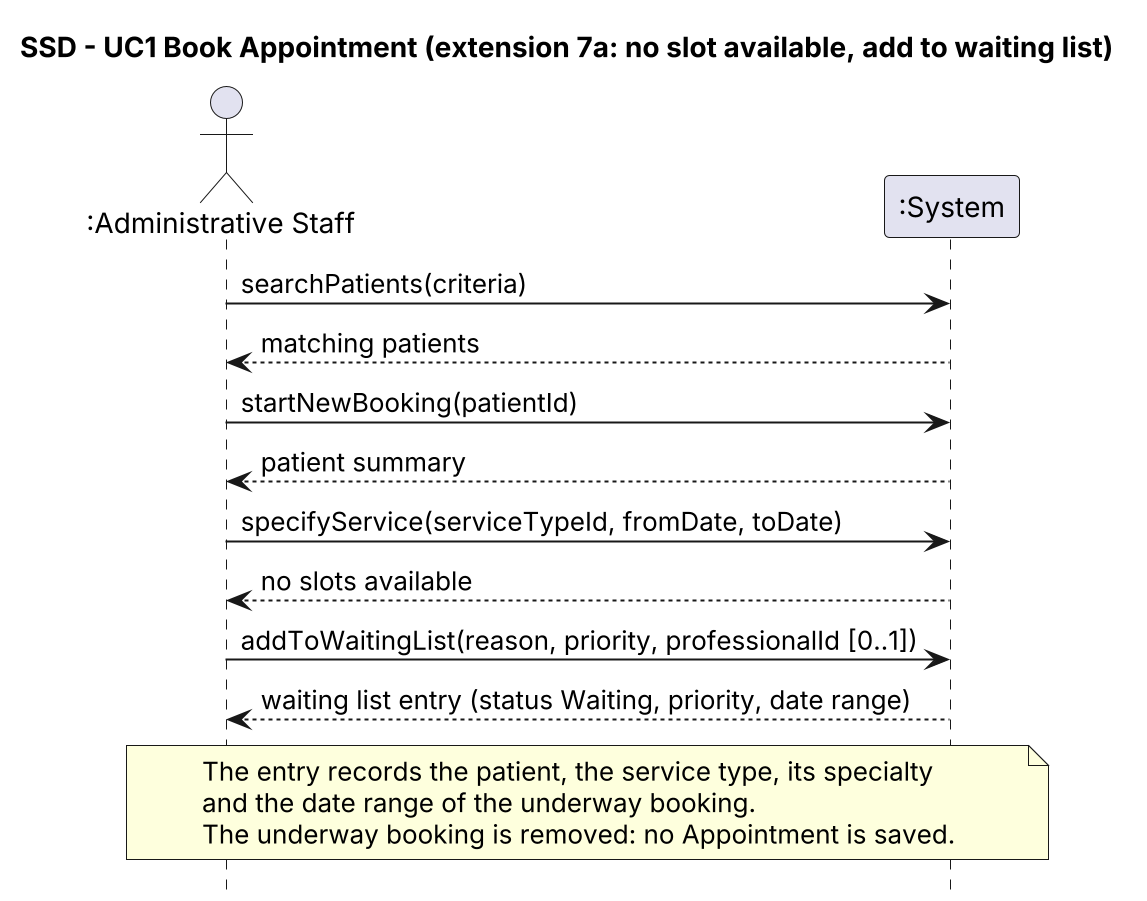 SSD - UC1 Book Appointment (extension 7a: no slot available, add to waiting list)
:Administrative Staff
:System
searchPatients(criteria)
matching patients
startNewBooking(patientId)
patient summary
specifyService(serviceTypeId, fromDate, toDate)
no slots available
addToWaitingList(reason, priority, professionalId [0..1])
waiting list entry (status Waiting, priority, date range)
The entry records the patient, the service type, its specialty
and the date range of the underway booking.
The underway booking is removed: no Appointment is saved.